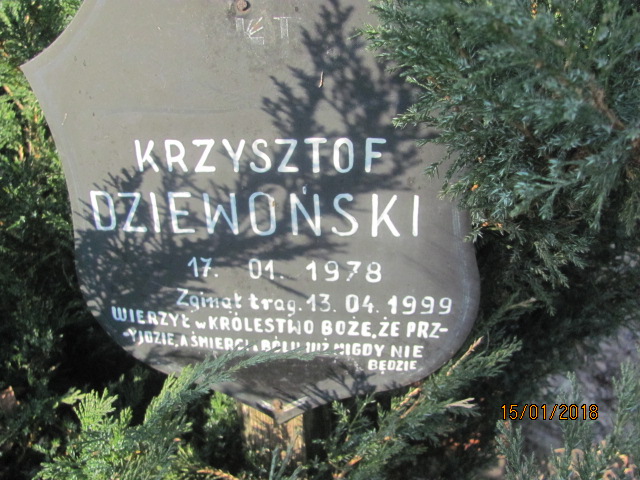 KRZYSZTOF
DZIEWOŃSKI
17. 01. 1978
Zginał trag. 13. 04. 1999
WIERZYŁ w KRÓLESTWO BOŻE, ŻE PRZ-
-YJDZIE, A ŚMIERCI i BÓLU JUŻ NIGDY NIE
BĘDZIE
15/01/2018